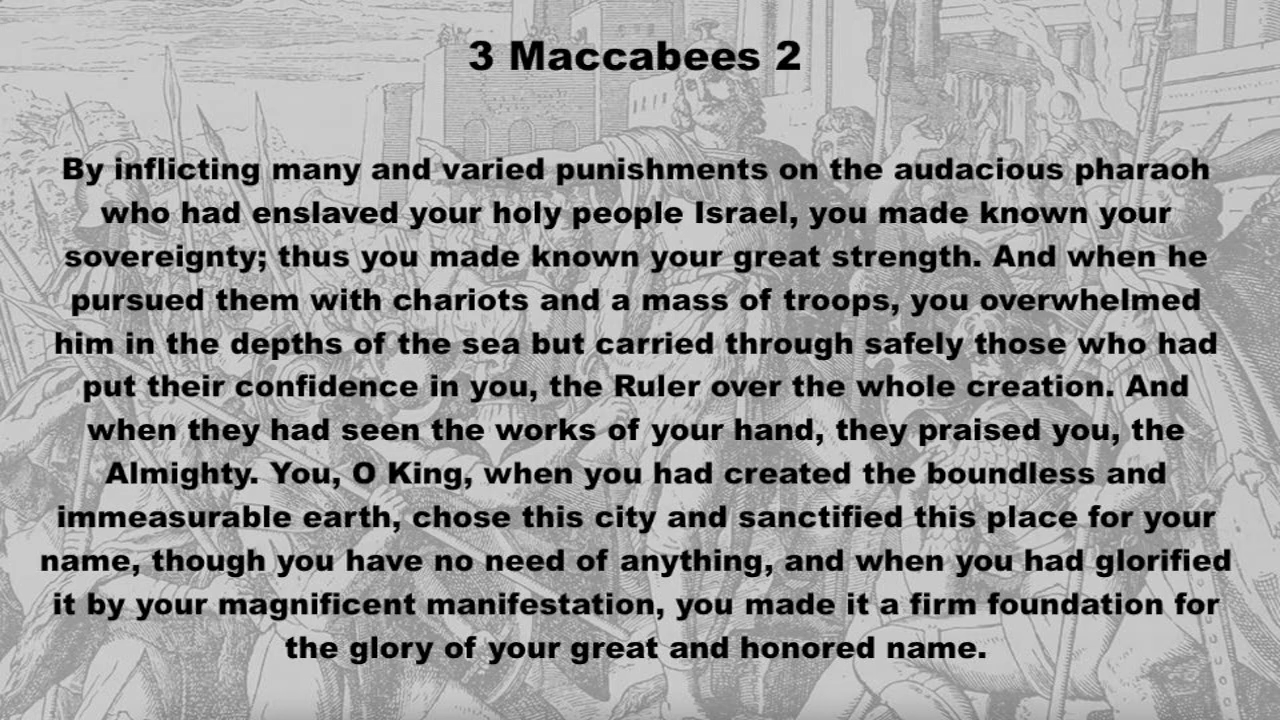 3 Maccabees 2
By inflicting many and varied punishments on the audacious pharaoh
who had enslaved your holy people Israel, you made known your
sovereignty; thus you made known your great strength. And when he
pursued them with chariots and a mass of troops, you overwhelmed
him in the depths of the sea but carried through safely those who had
put their confidence in you, the Ruler over the whole creation. And
when they had seen the works of your hand, they praised you, the
Almighty. You, O King, when you had created the boundless and
immeasurable earth, chose this city and sanctified this place for your
name, though you have no need of anything, and when you had glorified
it by your magnificent manifestation, you made it a firm foundation for
the glory of your great and honored name.